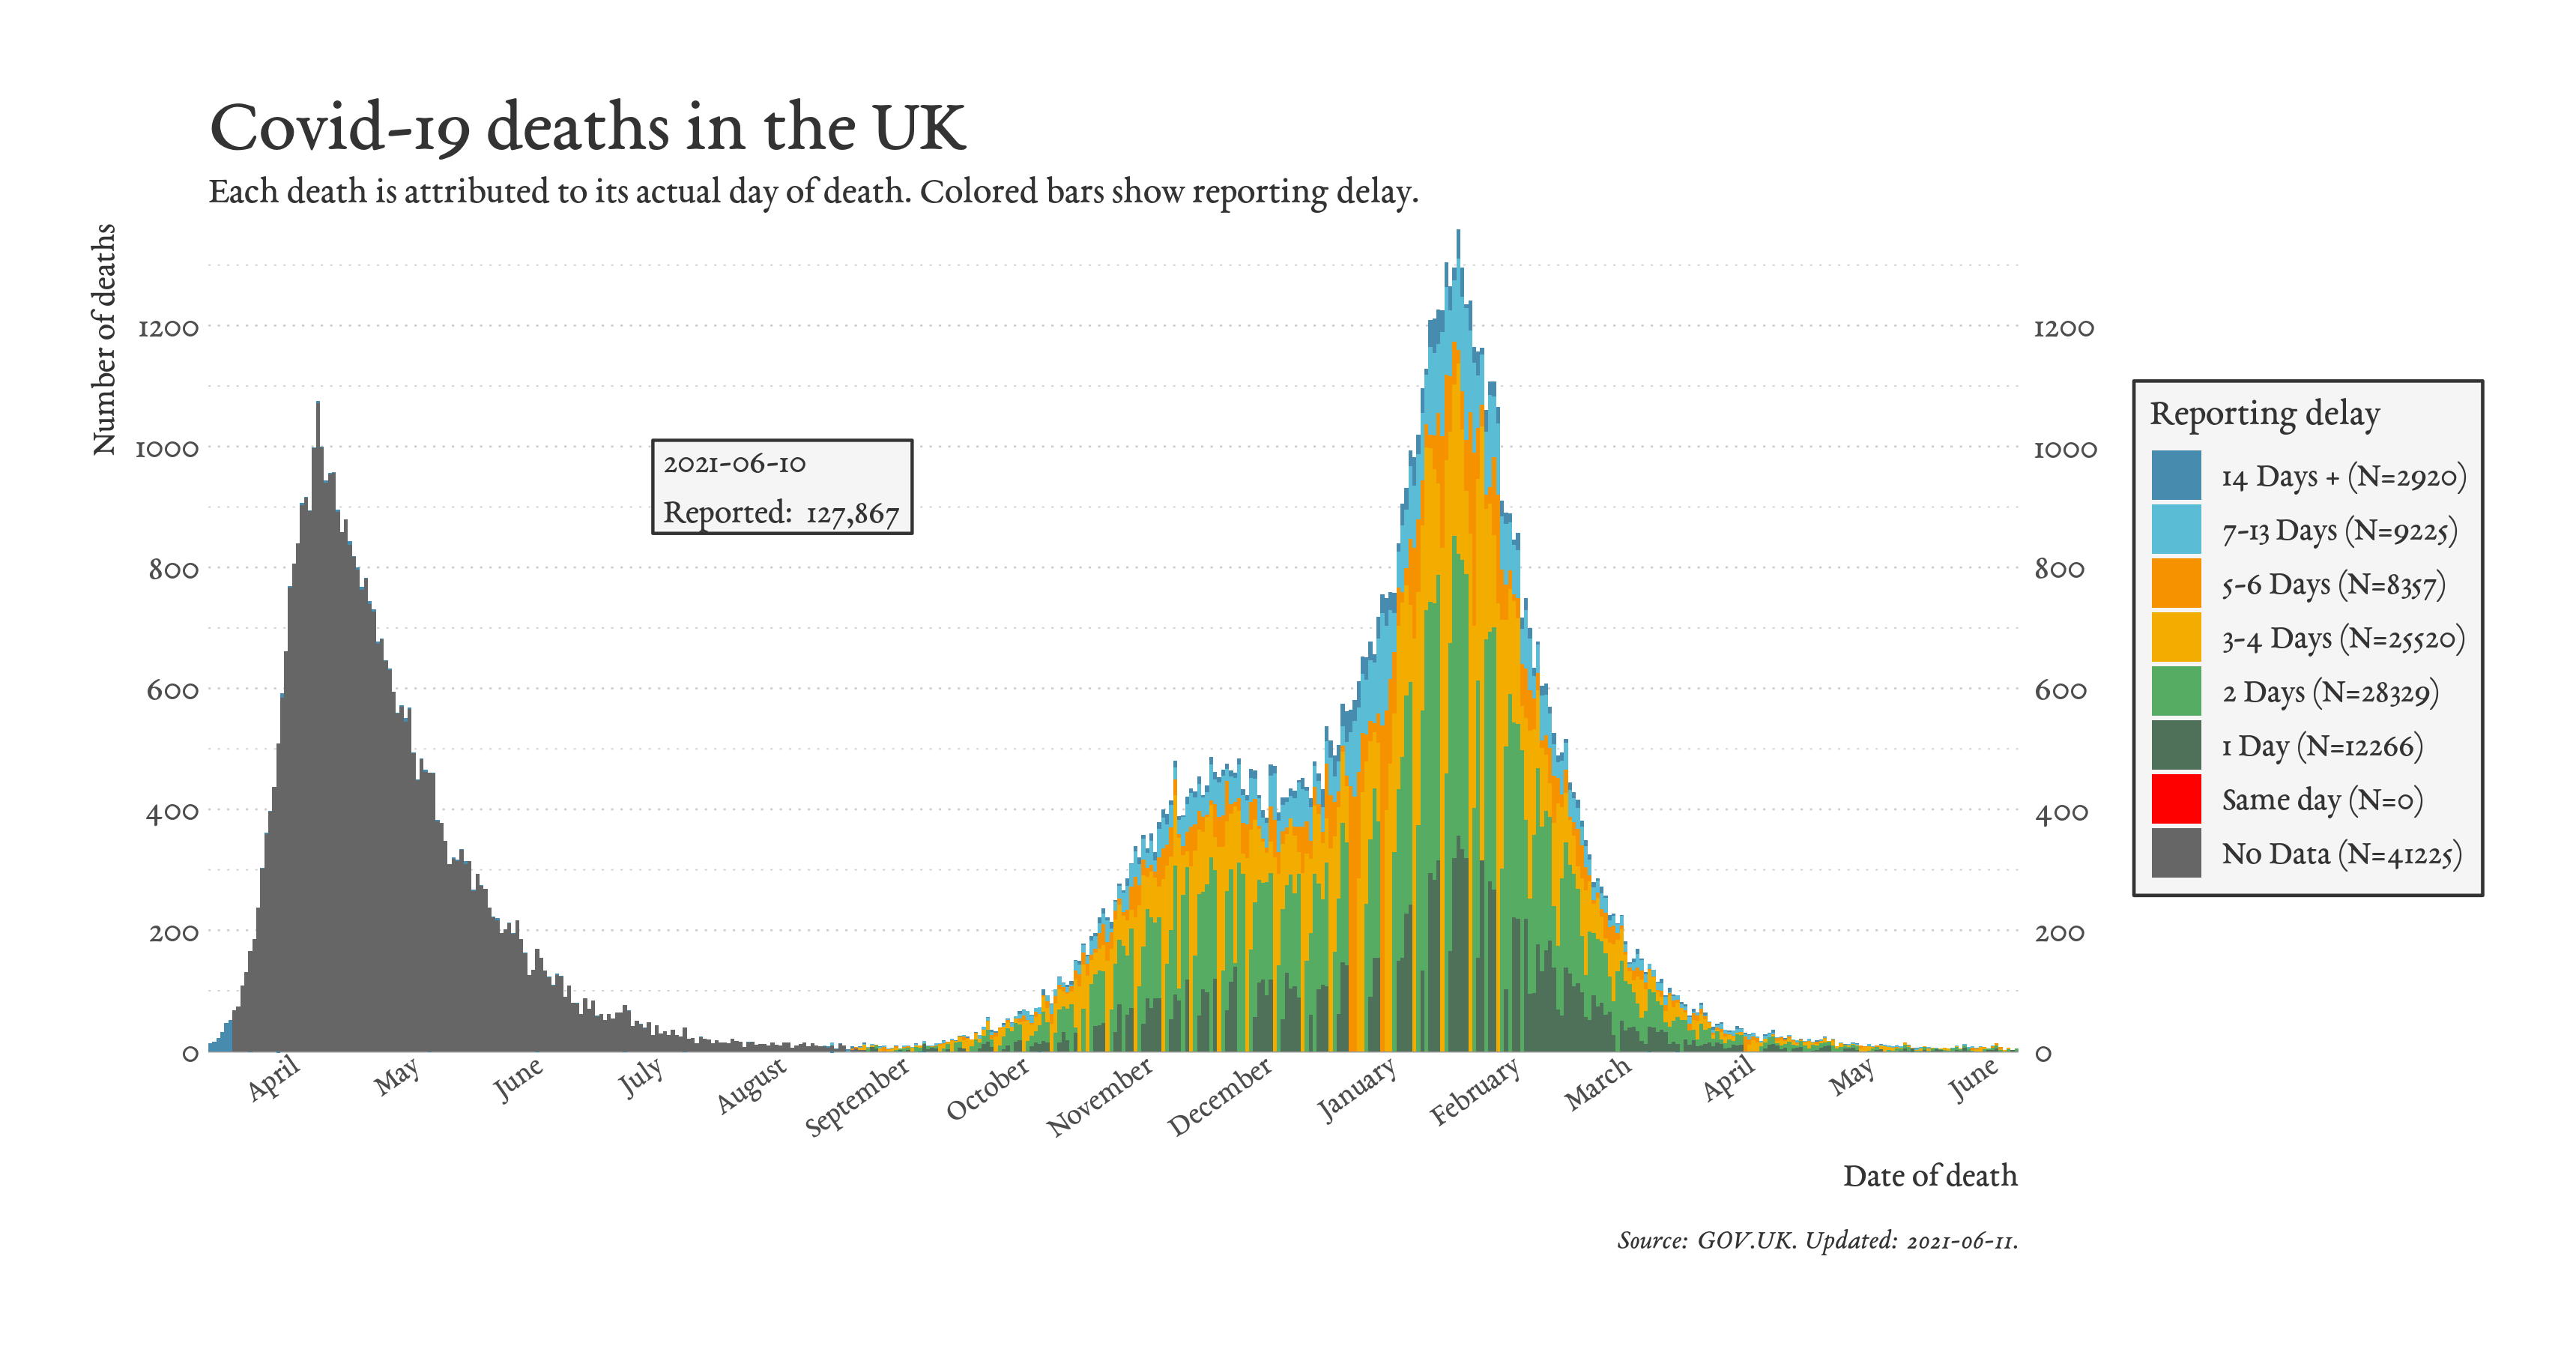 Covid-19 deaths in the UK
Each death is attributed to its actual day of death. Colored bars show reporting delay.
Number of deaths
1200
1000
800
600
400
200
0
2021-06-10
Reported: 127,867
1200
1000
800
600
400
200
0
Reporting delay
14 Days + (N=2920)
7-13 Days (N=9225)
5-6 Days (N=8357)
3-4 Days (N=25520)
2 Days (N=28329)
1 Day (N=12266)
Same day (N=0)
No Data (N=41225)
April
May
June
July
August
September
October
November
December
January
February
March
April
May
June
Date of death
Source: GOV.UK. Updated: 2021-06-11.